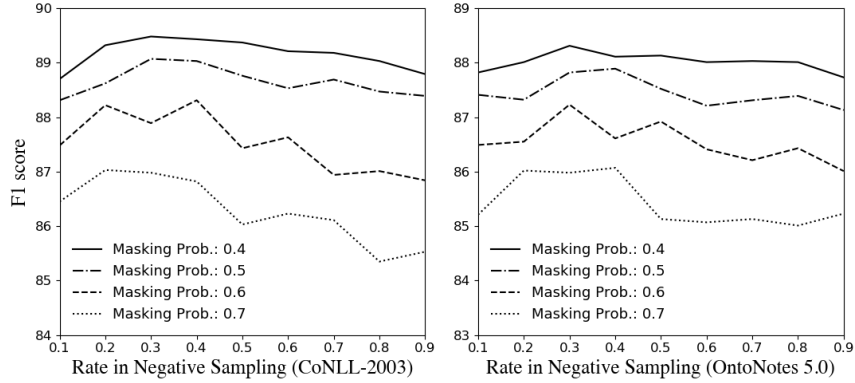 90
89
88
87
86
85
84
F1 score
Masking Prob.: 0.4
Masking Prob.: 0.5
Masking Prob.: 0.6
Masking Prob.: 0.7
0.1 0.2 0.3 0.4 0.5 0.6 0.7 0.8 0.9
Rate in Negative Sampling (CoNLL-2003)
89
88
87
86
85
84
83
Masking Prob.: 0.4
Masking Prob.: 0.5
Masking Prob.: 0.6
Masking Prob.: 0.7
0.1 0.2 0.3 0.4 0.5 0.6 0.7 0.8 0.9
Rate in Negative Sampling (OntoNotes 5.0)